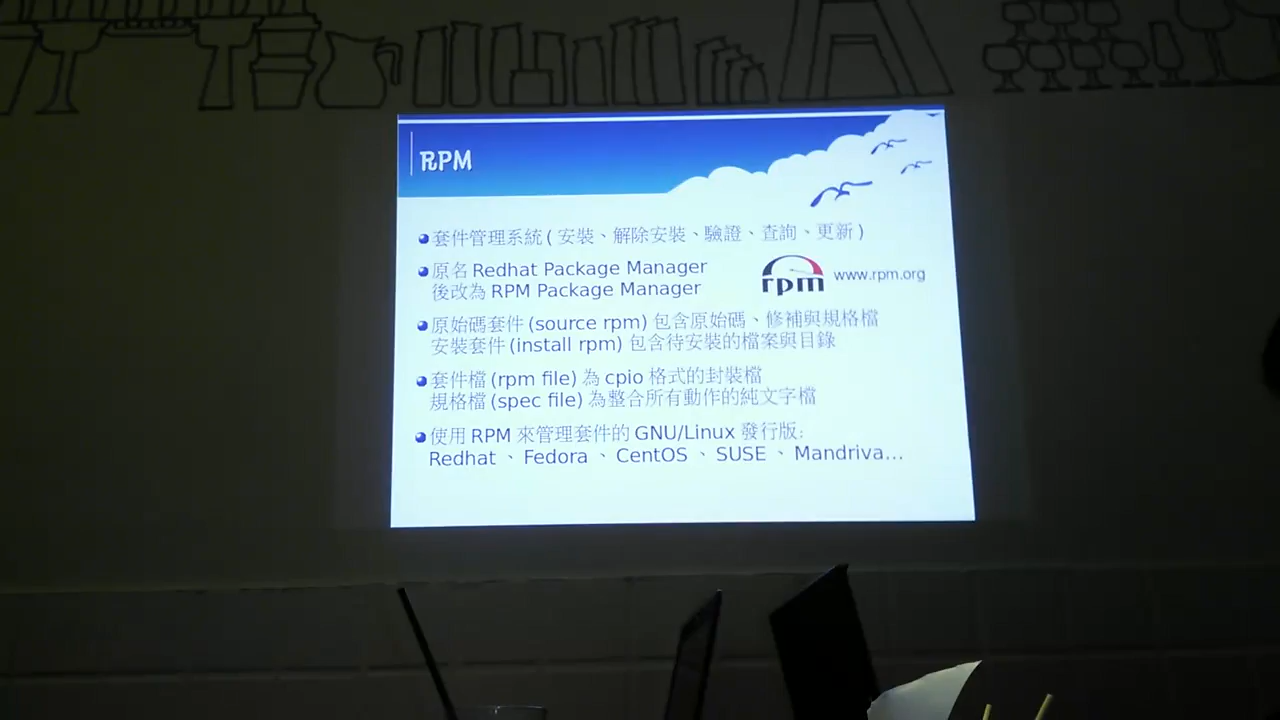 RPM
套件管理系統 ( 安裝、解除安裝、驗證、查詢、更新 )
原名 Redhat Package Manager
後改為 RPM Package Manager
rpm www.rpm.org
原始碼套件 (source rpm) 包含原始碼、修補與規格檔
安裝套件 (install rpm) 包含待安裝的檔案與目錄
套件檔 (rpm file) 為 cpio 格式的封裝檔
規格檔 (spec file) 為整合所有動作的純文字檔
使用 RPM 來管理套件的 GNU/Linux 發行版:
Redhat 、 Fedora 、 CentOS 、 SUSE 、 Mandriva...